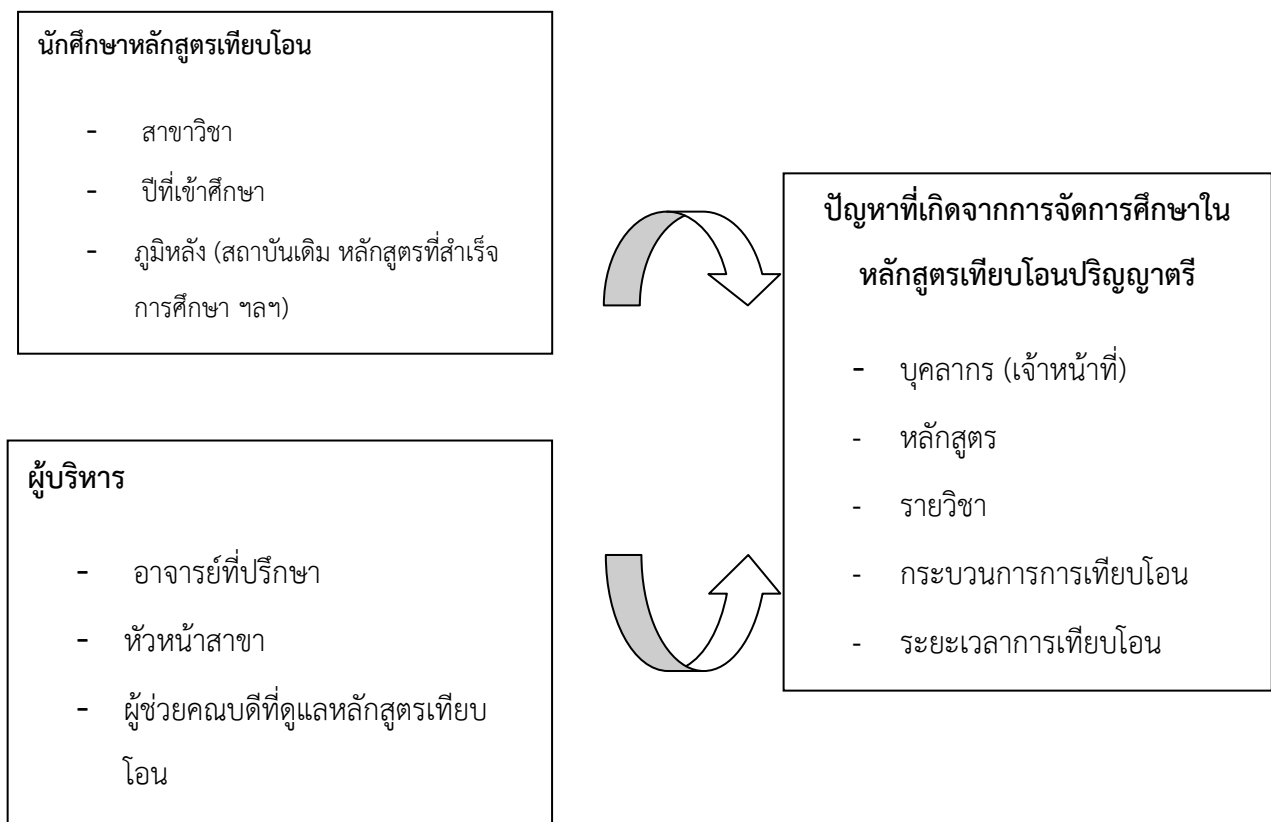 นักศึกษาหลักสูตรเทียบโอน
- สาขาวิชา
- ปีที่เข้าศึกษา
- ภูมิหลัง (สถาบันเดิม หลักสูตรที่สำเร็จ
การศึกษา ฯลฯ)
ผู้บริหาร
- อาจารย์ที่ปรึกษา
- หัวหน้าสาขา
- ผู้ช่วยคณบดีที่ดูแลหลักสูตรเทียบ
โอน
ปัญหาที่เกิดจากการจัดการศึกษาใน
หลักสูตรเทียบโอนปริญญาตรี
- บุคลากร (เจ้าหน้าที่)
- หลักสูตร
- รายวิชา
- กระบวนการการเทียบโอน
- ระยะเวลาการเทียบโอน